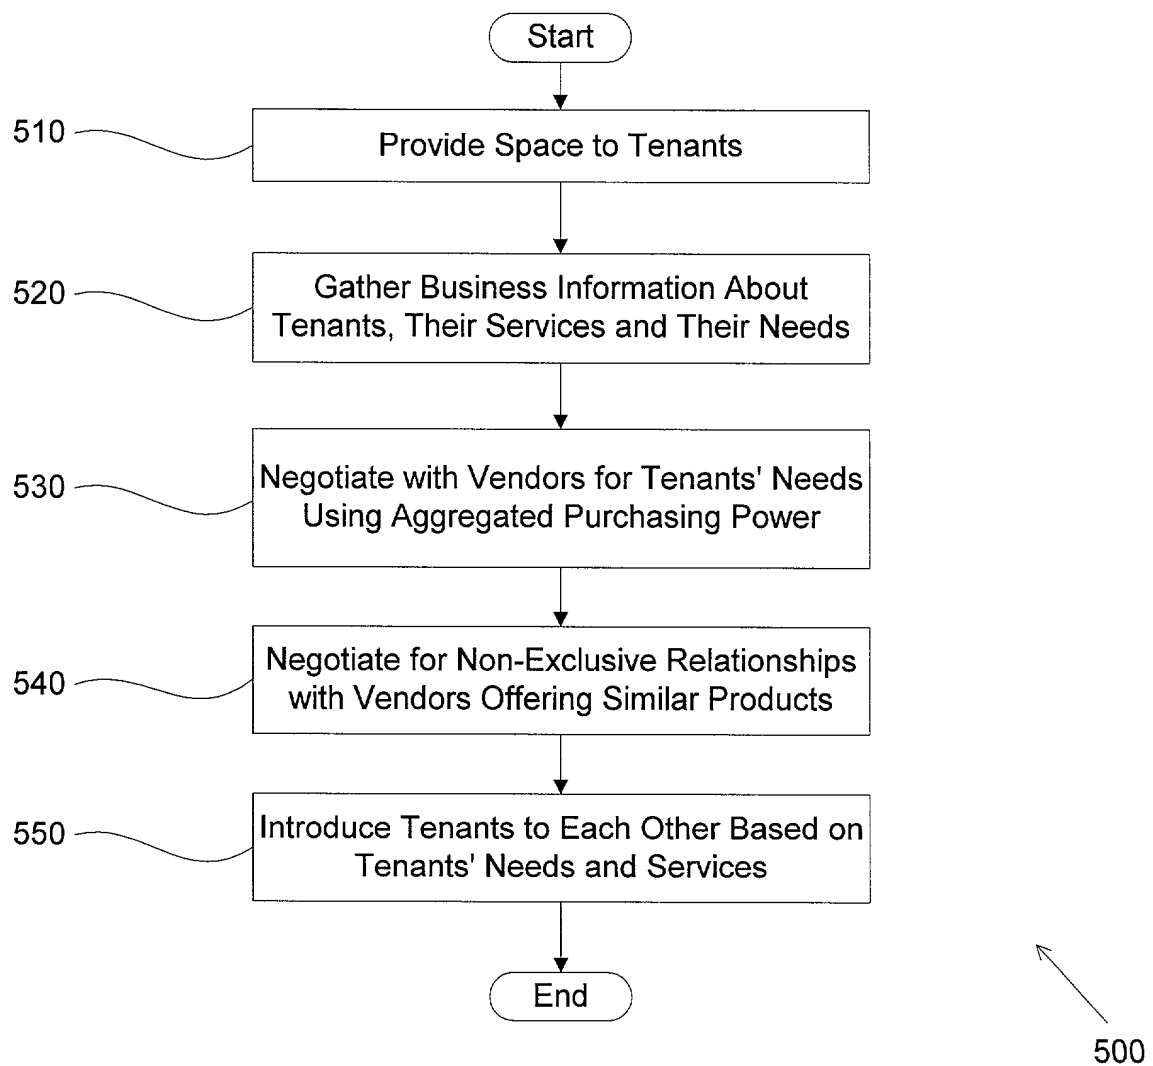 Start
510
Provide Space to Tenants
520
Gather Business Information About
Tenants, Their Services and Their Needs
530
Negotiate with Vendors for Tenants' Needs
Using Aggregated Purchasing Power
540
Negotiate for Non-Exclusive Relationships
with Vendors Offering Similar Products
550
Introduce Tenants to Each Other Based on
Tenants' Needs and Services
End
500